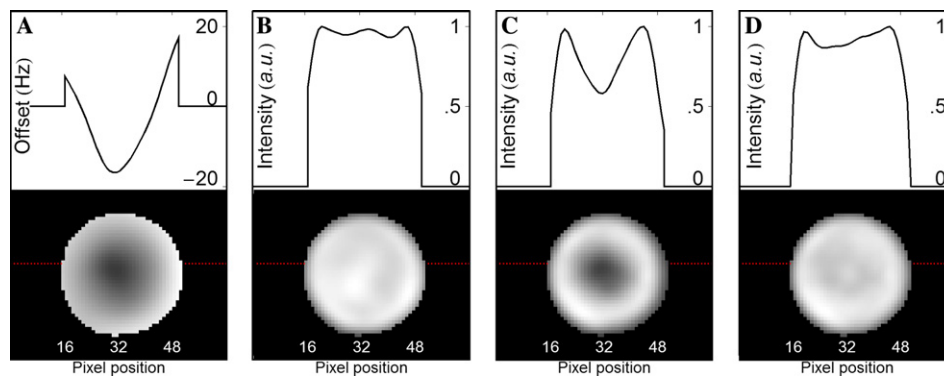 A
20
0
−20
Offset (Hz)
B
1
.5
0
Intensity (a.u.)
C
1
.5
0
Intensity (a.u.)
D
1
.5
0
Intensity (a.u.)
16 32 48
16 32 48
16 32 48
16 32 48
Pixel position
Pixel position
Pixel position
Pixel position